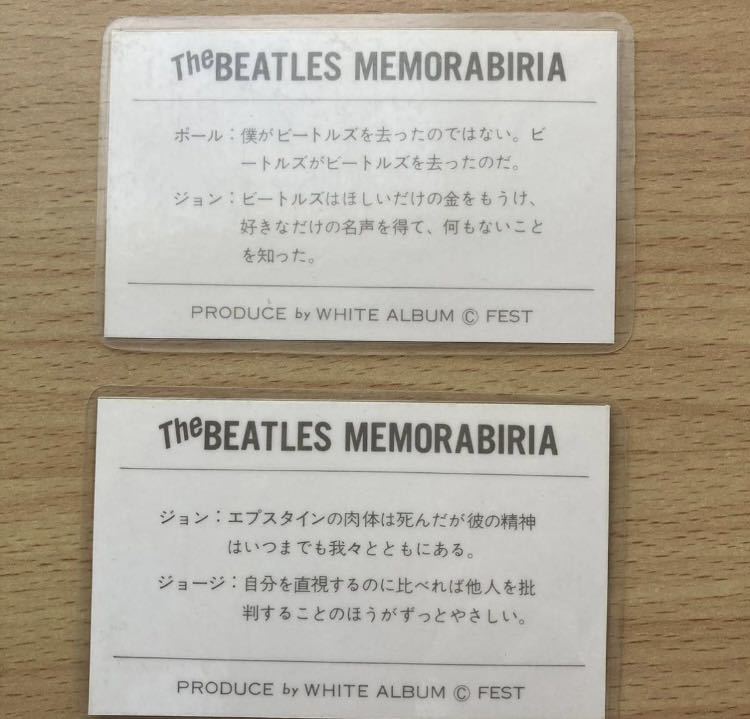 The BEATLES MEMORABIRIA
ポール：僕がビートルズを去ったのではない。ビ
ートルズがビートルズを去ったのだ。
ジョン：ビートルズはほしいだけの金をもうけ、
好きなだけの名声を得て、何もないこと
を知った。
PRODUCE by WHITE ALBUM © FEST
The BEATLES MEMORABIRIA
ジョン：エプスタインの肉体は死んだが彼の精神
はいつまでも我々とともにある。
ジョージ：自分を直視するのに比べれば他人を批
判することのほうがずっとやさしい。
PRODUCE by WHITE ALBUM © FEST